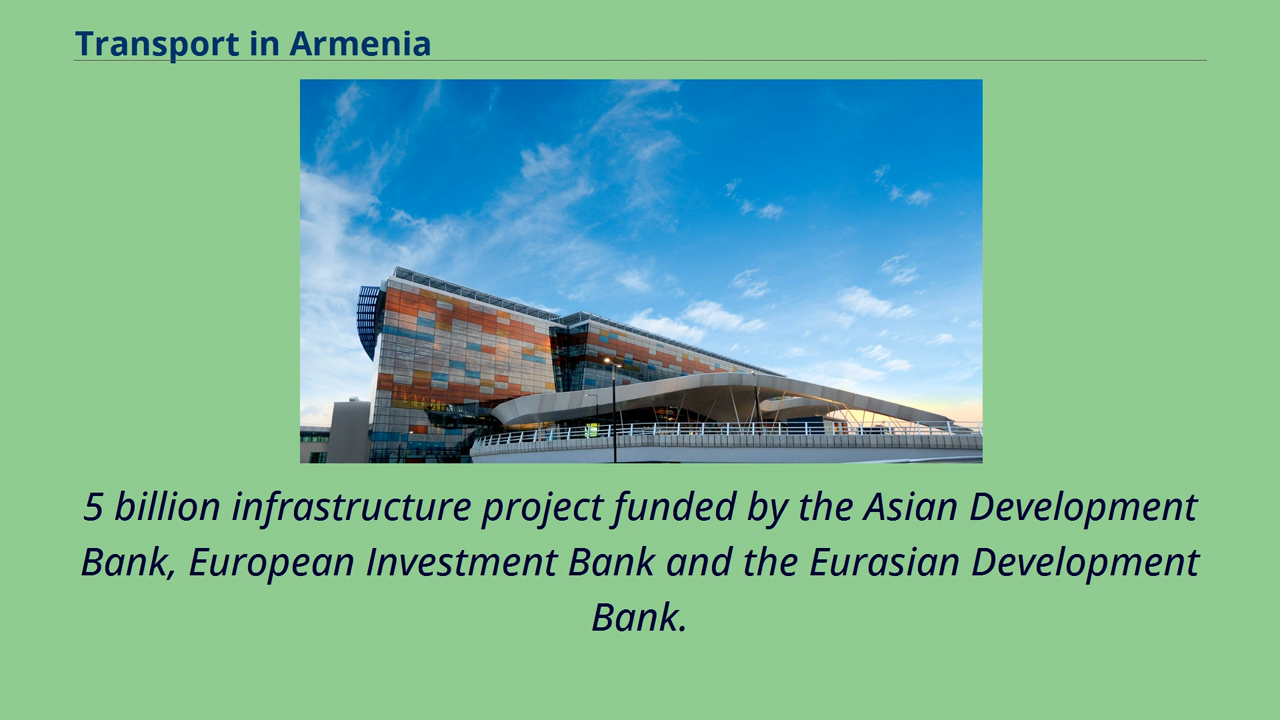 Transport in Armenia
5 billion infrastructure project funded by the Asian Development
Bank, European Investment Bank and the Eurasian Development
Bank.